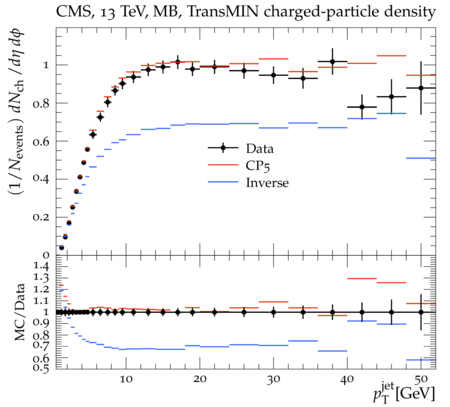 CMS, 13 TeV, MB, TransMIN charged-particle density
(1/N_events) dN_ch/dη dφ
1
0.8
0.6
0.4
0.2
0
Data
CP5
Inverse
MC/Data
1.4
1.3
1.2
1.1
1
0.9
0.8
0.7
0.6
0.5
10 20 30 40 50
p_T^jet [GeV]